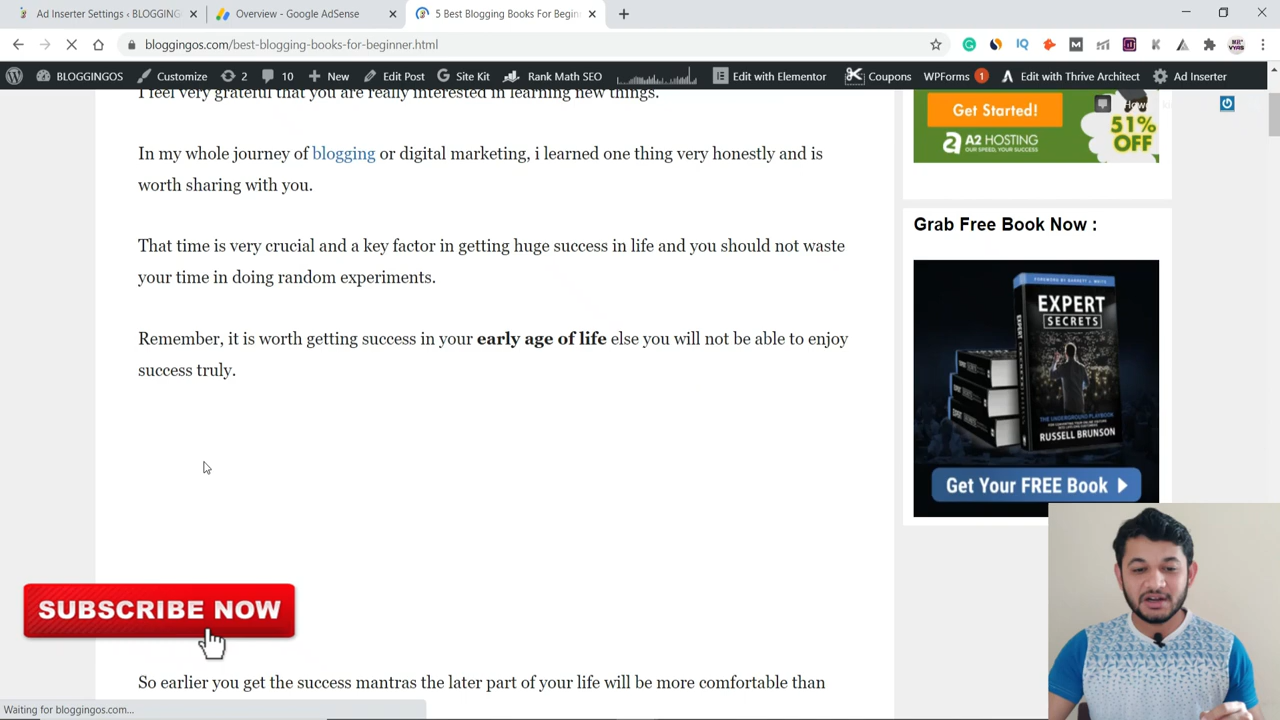 Ad Inserter Settings ‹ BLOGGING
Overview - Google AdSense
5 Best Blogging Books For Begin
bloggingos.com/best-blogging-books-for-beginner.html
BLOGGINGOS
Customize
2
10
New
Edit Post
Site Kit
Rank Math SEO
Edit with Elementor
Coupons
WPForms 1
Edit with Thrive Architect
Ad Inserter
I feel very grateful that you are really interested in learning new things.
In my whole journey of blogging or digital marketing, i learned one thing very honestly and is
worth sharing with you.
That time is very crucial and a key factor in getting huge success in life and you should not waste
your time in doing random experiments.
Remember, it is worth getting success in your early age of life else you will not be able to enjoy
success truly.
So earlier you get the success mantras the later part of your life will be more comfortable than
Get Started!
51%
OFF
A2 HOSTING
OUR SPEED, YOUR SUCCESS
Grab Free Book Now :
EXPERT
SECRETS
THE UNDERGROUND PLAYBOOK
RUSSELL BRUNSON
Get Your FREE Book
SUBSCRIBE NOW
Waiting for bloggingos.com...